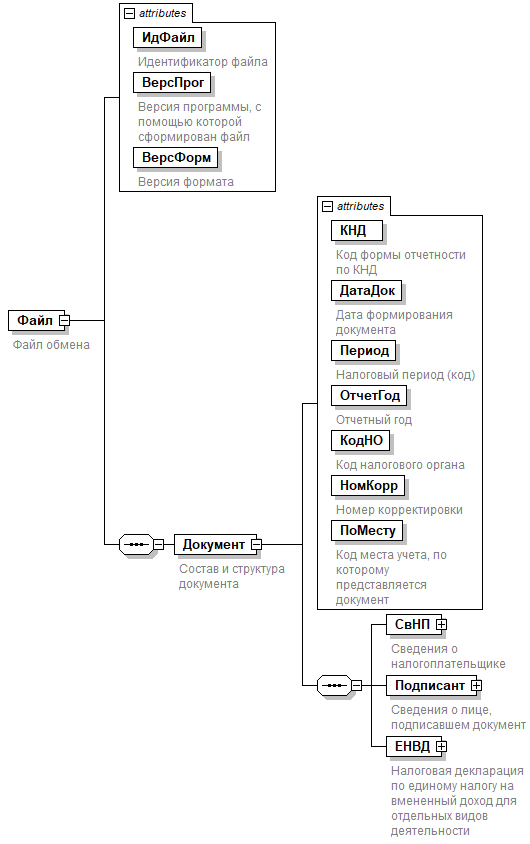 attributes
ИдФайл
Идентификатор файла
ВерсПрог
Версия программы, с
помощью которой
сформирован файл
ВерсФорм
Версия формата
Файл
Файл обмена
attributes
КНД
Код формы отчетности
по КНД
ДатаДок
Дата формирования
документа
Период
Налоговый период (код)
ОтчетГод
Отчетный год
КодНО
Код налогового органа
НомКорр
Номер корректировки
ПоМесту
Код места учета, по
которому
представляется
документ
Документ
Состав и структура
документа
СвНП
Сведения о
налогоплательщике
Подписант
Сведения о лице,
подписавшем документ
ЕНВД
Налоговая декларация
по единому налогу на
вмененный доход для
отдельных видов
деятельности